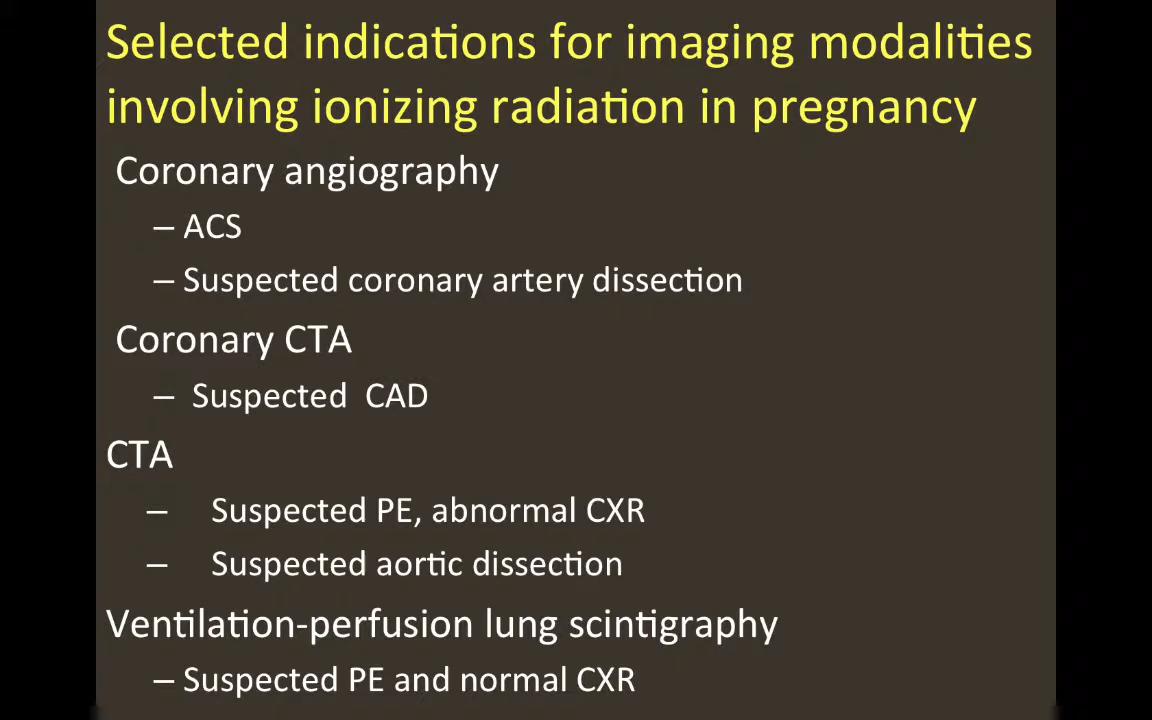 Selected indications for imaging modalities
involving ionizing radiation in pregnancy
Coronary angiography
– ACS
– Suspected coronary artery dissection
Coronary CTA
– Suspected CAD
CTA
– Suspected PE, abnormal CXR
– Suspected aortic dissection
Ventilation-perfusion lung scintigraphy
– Suspected PE and normal CXR